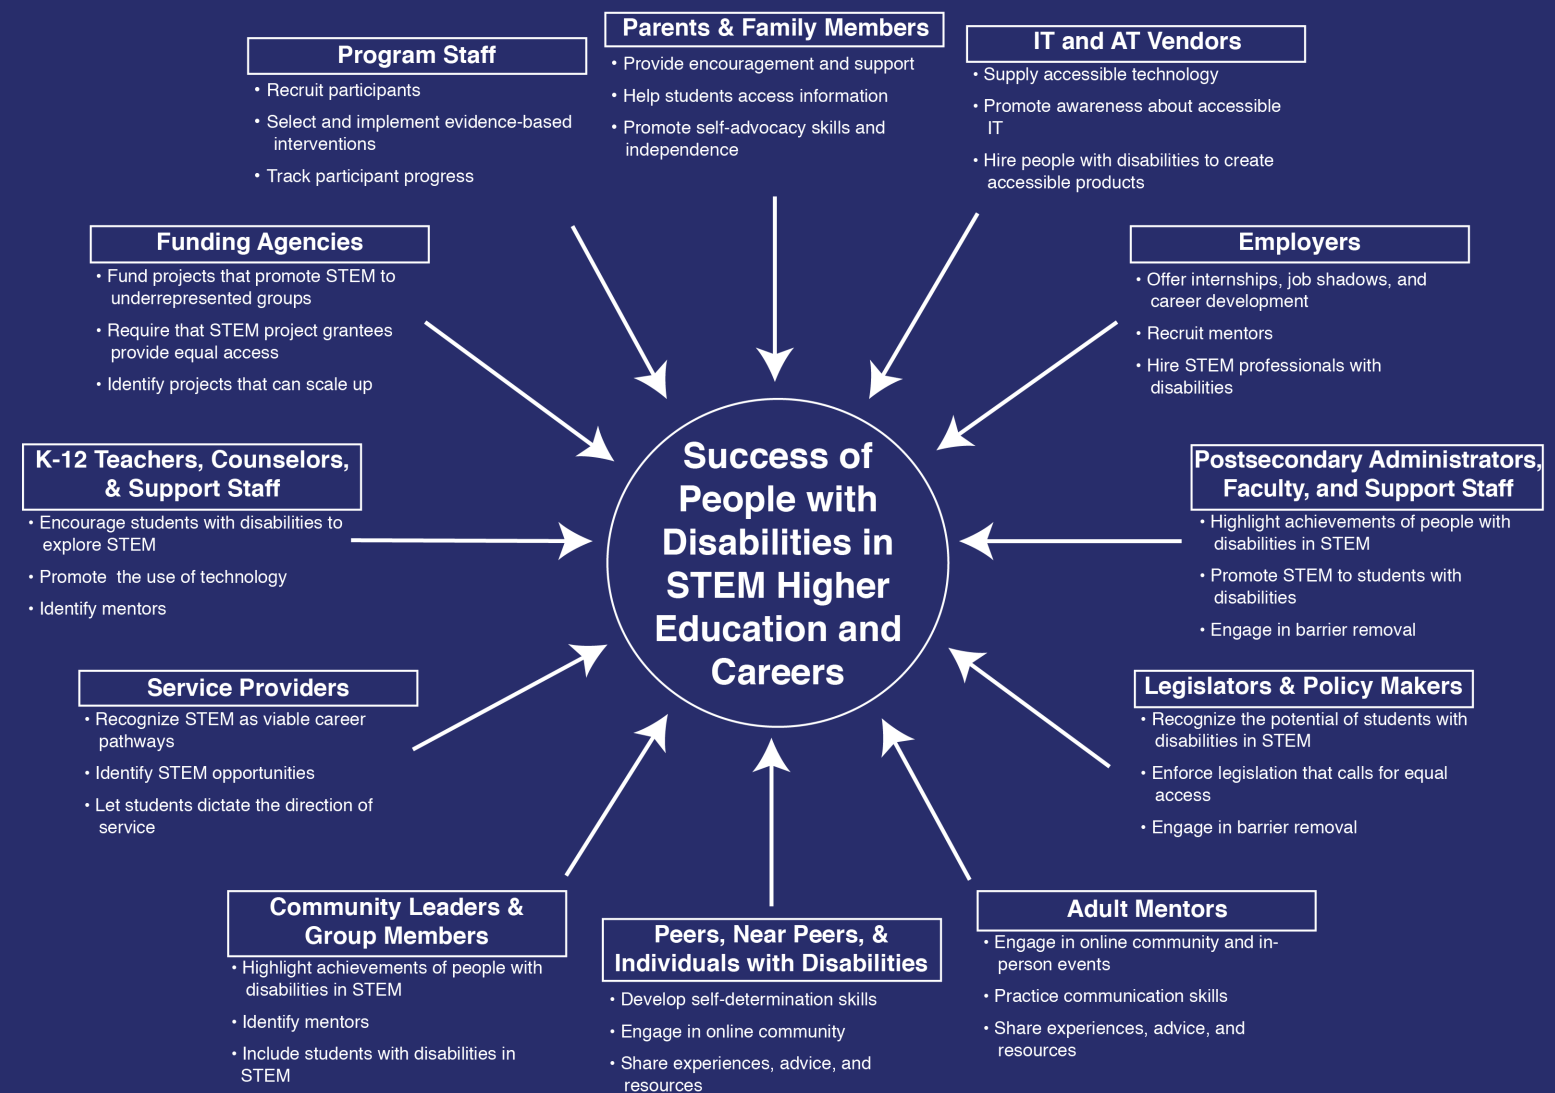 Program Staff
• Recruit participants
• Select and implement evidence-based
interventions
• Track participant progress
Parents & Family Members
• Provide encouragement and support
• Help students access information
• Promote self-advocacy skills and
independence
IT and AT Vendors
• Supply accessible technology
• Promote awareness about accessible
IT
• Hire people with disabilities to create
accessible products
Funding Agencies
• Fund projects that promote STEM to
underrepresented groups
• Require that STEM project grantees
provide equal access
• Identify projects that can scale up
Employers
• Offer internships, job shadows, and
career development
• Recruit mentors
• Hire STEM professionals with
disabilities
K-12 Teachers, Counselors,
& Support Staff
• Encourage students with disabilities to
explore STEM
• Promote  the use of technology
• Identify mentors
Success of
People with
Disabilities in
STEM Higher
Education and
Careers
Postsecondary Administrators,
Faculty, and Support Staff
• Highlight achievements of people with
disabilities in STEM
• Promote STEM to students with
disabilities
• Engage in barrier removal
Service Providers
• Recognize STEM as viable career
pathways
• Identify STEM opportunities
• Let students dictate the direction of
service
Legislators & Policy Makers
• Recognize the potential of students with
disabilities in STEM
• Enforce legislation that calls for equal
access
• Engage in barrier removal
Community Leaders &
Group Members
• Highlight achievements of people with
disabilities in STEM
• Identify mentors
• Include students with disabilities in
STEM
Peers, Near Peers, &
Individuals with Disabilities
• Develop self-determination skills
• Engage in online community
• Share experiences, advice, and
resources
Adult Mentors
• Engage in online community and in-
person events
• Practice communication skills
• Share experiences, advice, and
resources